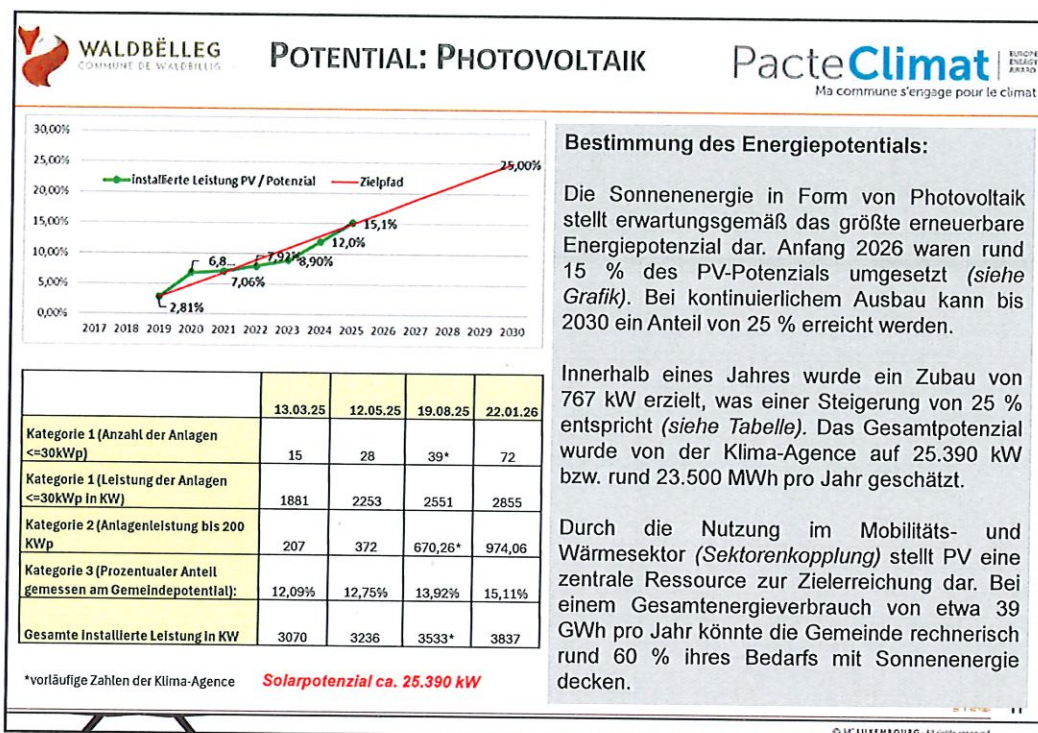 WALDBËLLEG
COMMUNE DE WALDBILLIG
POTENTIAL: PHOTOVOLTAIK
PacteClimat
EUROPEAN
ENERGY
AWARD
Ma commune s'engage pour le climat
30,00%
25,00%
20,00%
15,00%
10,00%
5,00%
0,00%
installierte Leistung PV / Potenzial
Zielpfad
2,81%
6,8...
7,06%
7,92%
8,90%
12,0%
15,1%
25,00%
2017 2018 2019 2020 2021 2022 2023 2024 2025 2026 2027 2028 2029 2030
13.03.25 12.05.25 19.08.25 22.01.26
Kategorie 1 (Anzahl der Anlagen
<=30kWp) 15 28 39* 72
Kategorie 1 (Leistung der Anlagen
<=30kWp in KW) 1881 2253 2551 2855
Kategorie 2 (Anlagenleistung bis 200
KWp 207 372 670,26* 974,06
Kategorie 3 (Prozentualer Anteil
gemessen am Gemeindepotential): 12,09% 12,75% 13,92% 15,11%
Gesamte installierte Leistung in KW 3070 3236 3533* 3837
*vorläufige Zahlen der Klima-Agence
Solarpotenzial ca. 25.390 kW
Bestimmung des Energiepotentials:
Die Sonnenenergie in Form von Photovoltaik
stellt erwartungsgemäß das größte erneuerbare
Energiepotenzial dar. Anfang 2026 waren rund
15 % des PV-Potenzials umgesetzt (siehe
Grafik). Bei kontinuierlichem Ausbau kann bis
2030 ein Anteil von 25 % erreicht werden.
Innerhalb eines Jahres wurde ein Zubau von
767 kW erzielt, was einer Steigerung von 25 %
entspricht (siehe Tabelle). Das Gesamtpotenzial
wurde von der Klima-Agence auf 25.390 kW
bzw. rund 23.500 MWh pro Jahr geschätzt.
Durch die Nutzung im Mobilitäts- und
Wärmesektor (Sektorenkopplung) stellt PV eine
zentrale Ressource zur Zielerreichung dar. Bei
einem Gesamtenergieverbrauch von etwa 39
GWh pro Jahr könnte die Gemeinde rechnerisch
rund 60 % ihres Bedarfs mit Sonnenenergie
decken.